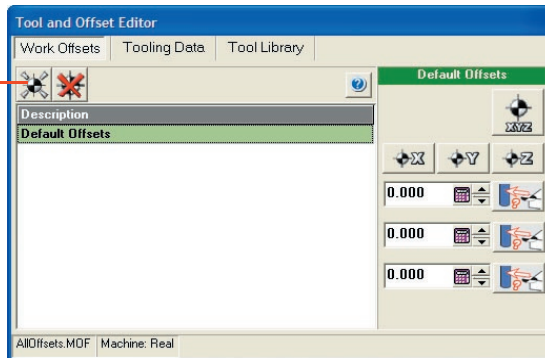 Tool and Offset Editor
Work Offsets Tooling Data Tool Library
Default Offsets
Description
Default Offsets
XYZ
X Y Z
0.000
0.000
0.000
AllOffsets.MOF Machine: Real